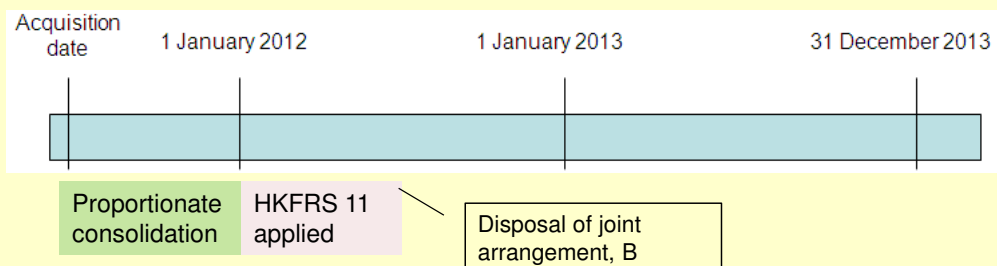 Acquisition
date
1 January 2012
1 January 2013
31 December 2013
Proportionate
consolidation
HKFRS 11
applied
Disposal of joint
arrangement, B